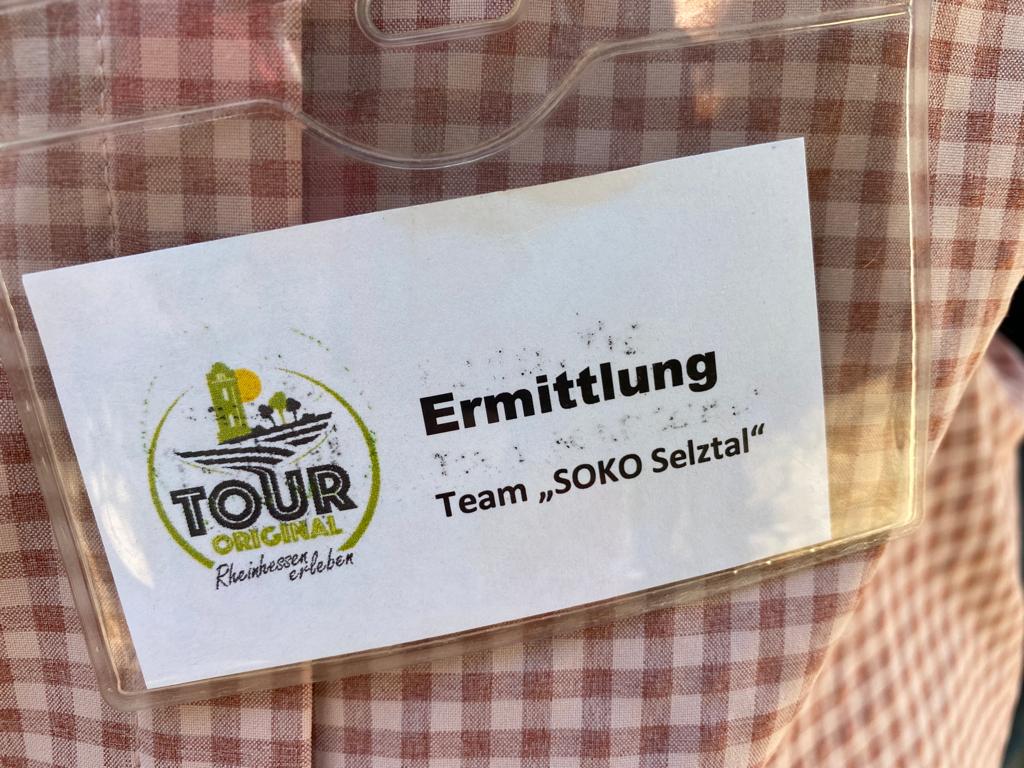 TOUR
ORIGINAL
Rheinhessen
erleben
Ermittlung
Team „SOKO Selztal“